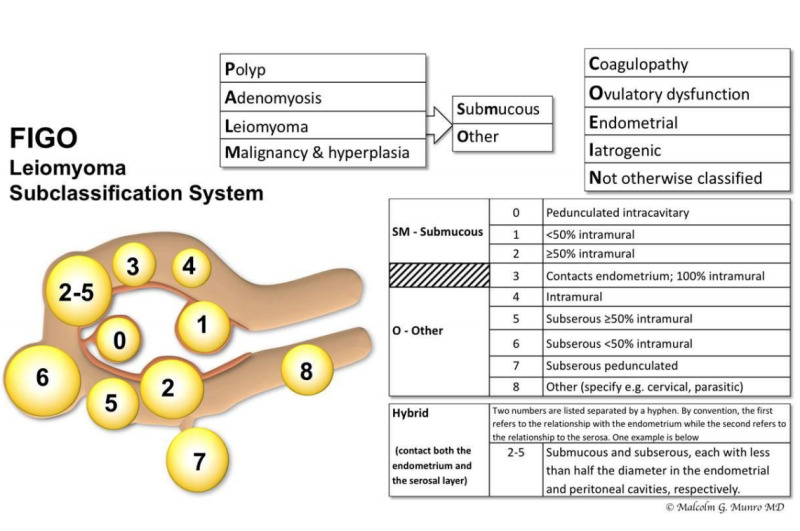 Polyp
Adenomyosis
Leiomyoma
Malignancy & hyperplasia
Submucous
Other
Coagulopathy
Ovulatory dysfunction
Endometrial
Iatrogenic
Not otherwise classified
FIGO
Leiomyoma
Subclassification System
SM - Submucous
0 Pedunculated intracavitary
1 <50% intramural
2 ≥50% intramural
3 Contacts endometrium; 100% intramural
O - Other
4 Intramural
5 Subserous ≥50% intramural
6 Subserous <50% intramural
7 Subserous pedunculated
8 Other (specify e.g. cervical, parasitic)
Hybrid
(contact both the
endometrium and
the serosal layer)
Two numbers are listed separated by a hyphen. By convention, the first
refers to the relationship with the endometrium while the second refers to
the relationship to the serosa. One example is below
2-5 Submucous and subserous, each with less
than half the diameter in the endometrial
and peritoneal cavities, respectively.
3
4
2-5
1
0
6
5
2
8
7
© Malcolm G. Munro MD